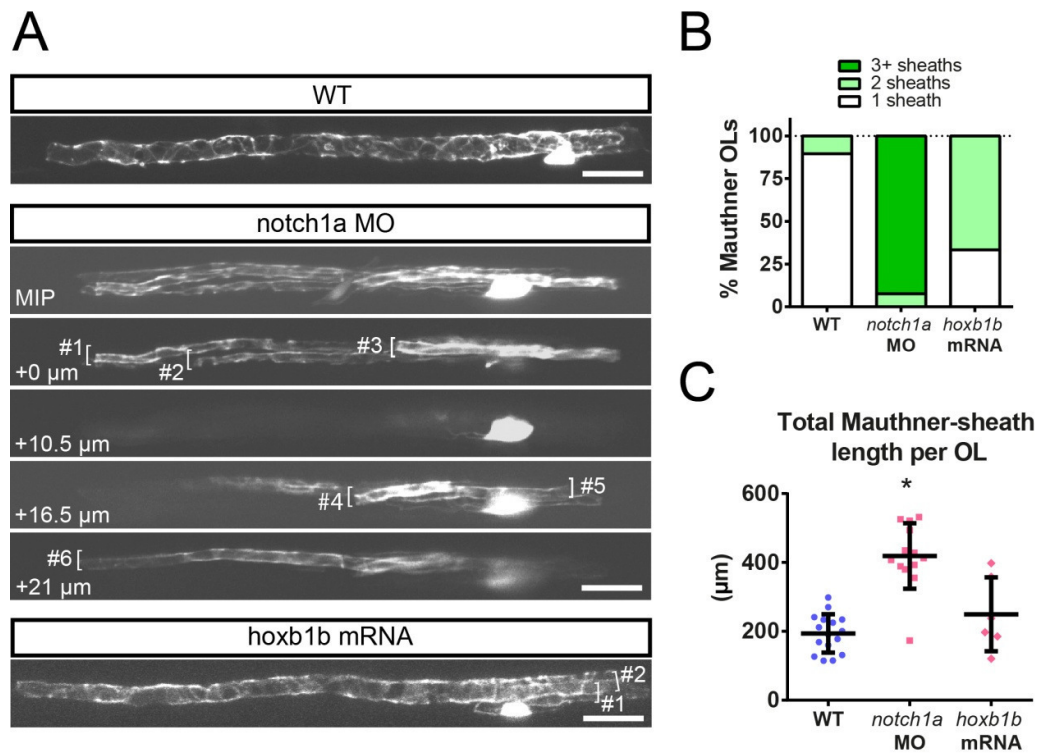 A
WT
notch1a MO
MIP
#1 [
#2 [
#3 [
+0 µm
+10.5 µm
#4 [
] #5
+16.5 µm
#6 [
+21 µm
hoxb1b mRNA
] #2
] #1
B
3+ sheaths
2 sheaths
1 sheath
% Mauthner OLs
100
75
50
25
0
WT
notch1a
MO
hoxb1b
mRNA
C
Total Mauthner-sheath
length per OL
*
(µm)
600
400
200
0
WT
notch1a
MO
hoxb1b
mRNA